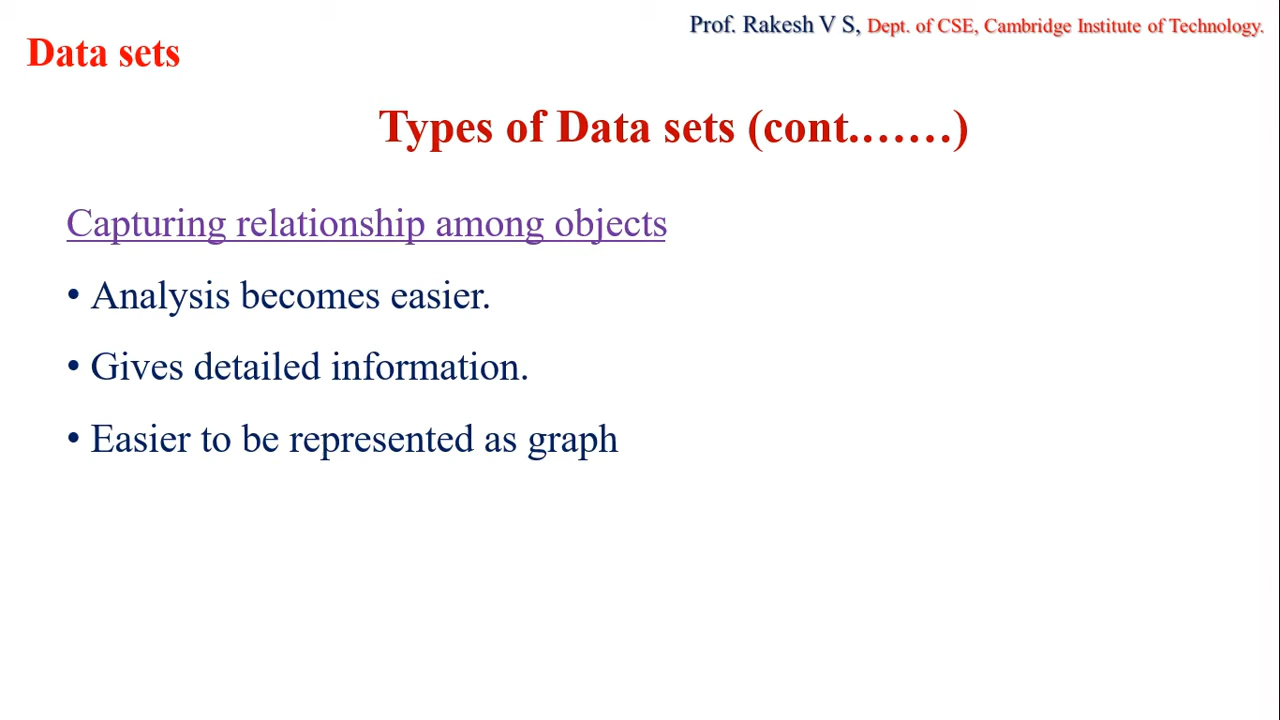 Prof. Rakesh V S, Dept. of CSE, Cambridge Institute of Technology.
Data sets
Types of Data sets (cont.……)
Capturing relationship among objects
• Analysis becomes easier.
• Gives detailed information.
• Easier to be represented as graph